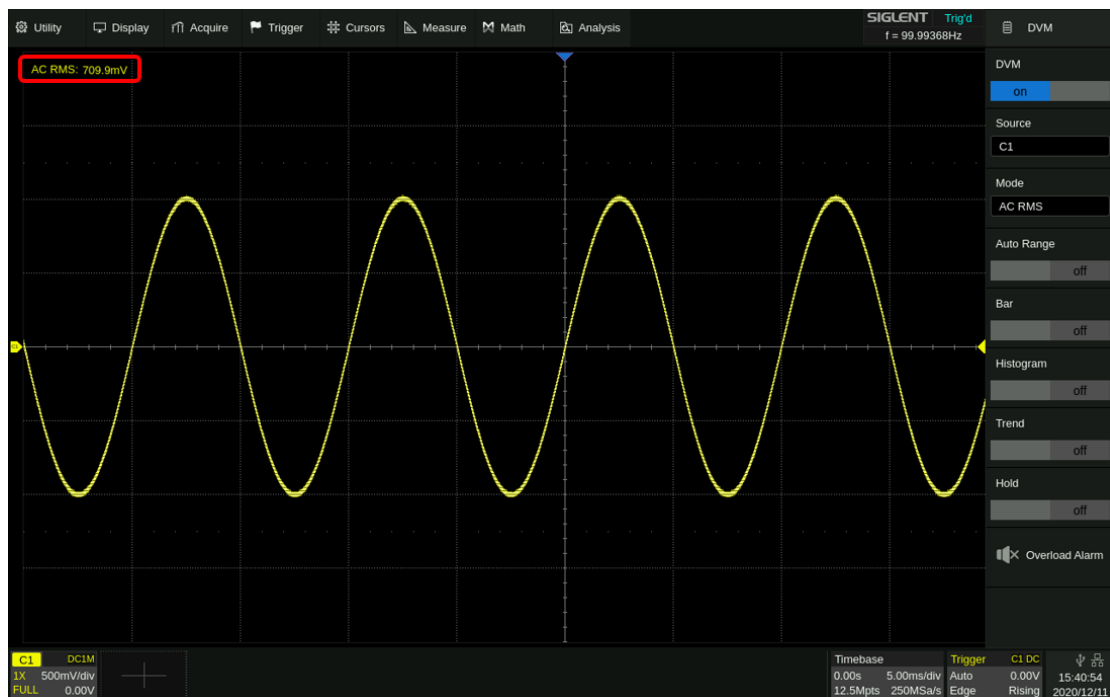 Utility Display Acquire Trigger Cursors Measure Math Analysis
SIGLENT Trig'd
f = 99.99368Hz
DVM
AC RMS: 709.9mV
DVM
on
Source
C1
Mode
AC RMS
Auto Range
off
Bar
off
Histogram
off
Trend
off
Hold
off
Overload Alarm
C1 DC1M
1X 500mV/div
FULL 0.00V
Timebase
0.00s 5.00ms/div
12.5Mpts 250MSa/s
Trigger C1 DC
Auto 0.00V
Edge Rising
15:40:54
2020/12/11